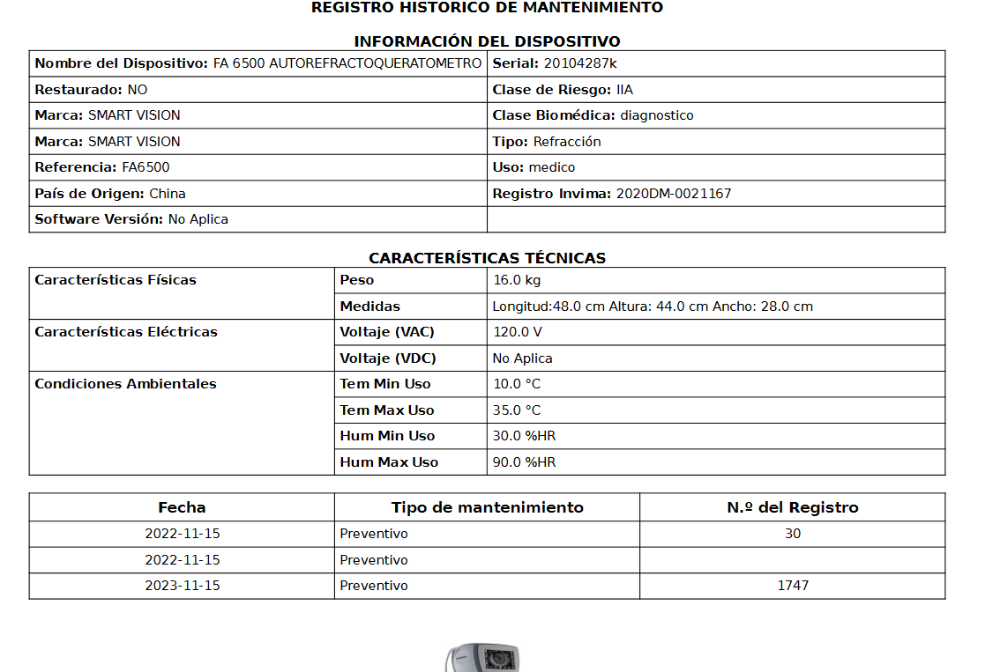 REGISTRO HISTORICO DE MANTENIMIENTO
INFORMACIÓN DEL DISPOSITIVO
Nombre del Dispositivo: FA 6500 AUTOREFRACTOQUERATOMETRO Serial: 20104287k
Restaurado: NO Clase de Riesgo: IIA
Marca: SMART VISION Clase Biomédica: diagnostico
Marca: SMART VISION Tipo: Refracción
Referencia: FA6500 Uso: medico
País de Origen: China Registro Invima: 2020DM-0021167
Software Versión: No Aplica
CARACTERÍSTICAS TÉCNICAS
Características Físicas Peso 16.0 kg
Medidas Longitud:48.0 cm Altura: 44.0 cm Ancho: 28.0 cm
Características Eléctricas Voltaje (VAC) 120.0 V
Voltaje (VDC) No Aplica
Condiciones Ambientales Tem Min Uso 10.0 °C
Tem Max Uso 35.0 °C
Hum Min Uso 30.0 %HR
Hum Max Uso 90.0 %HR
Fecha Tipo de mantenimiento N.º del Registro
2022-11-15 Preventivo 30
2022-11-15 Preventivo
2023-11-15 Preventivo 1747